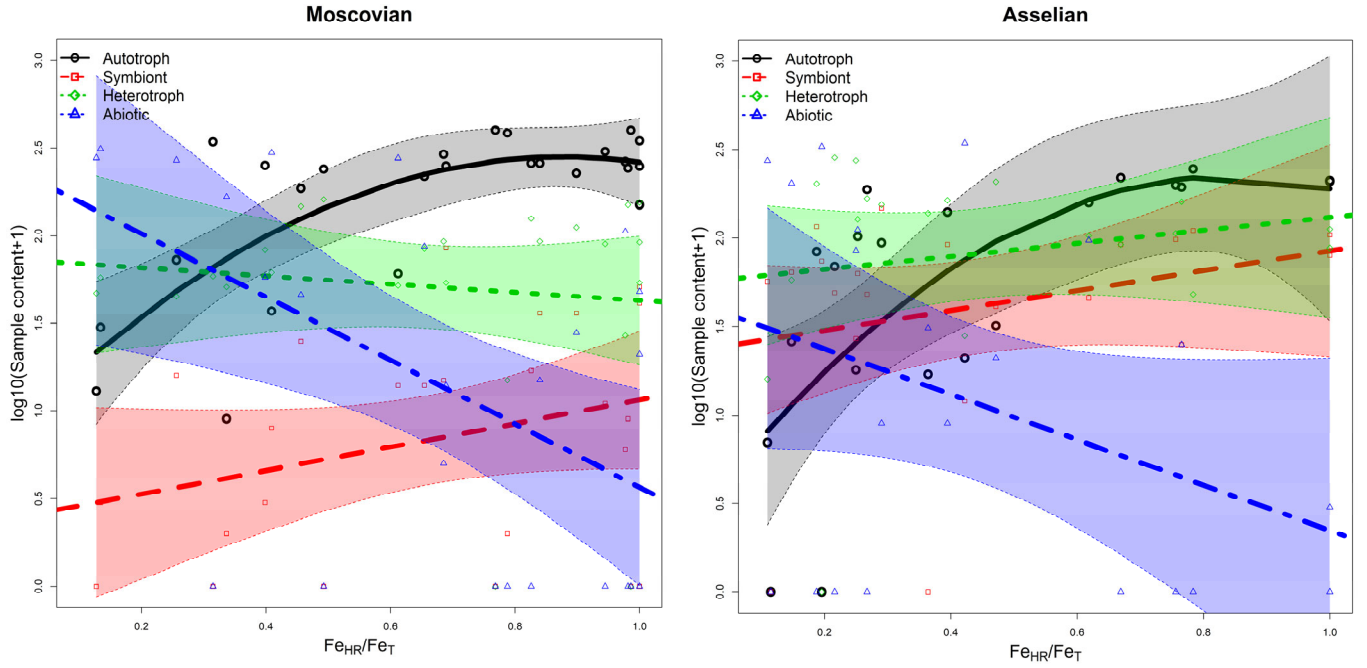 Moscovian
Autotroph
Symbiont
Heterotroph
Abiotic
log10(Sample content+1)
3.0
2.5
2.0
1.5
1.0
0.5
0.0
0.2 0.4 0.6 0.8 1.0
FeHR/FeT
Asselian
Autotroph
Symbiont
Heterotroph
Abiotic
log10(Sample content+1)
3.0
2.5
2.0
1.5
1.0
0.5
0.0
0.2 0.4 0.6 0.8 1.0
FeHR/FeT